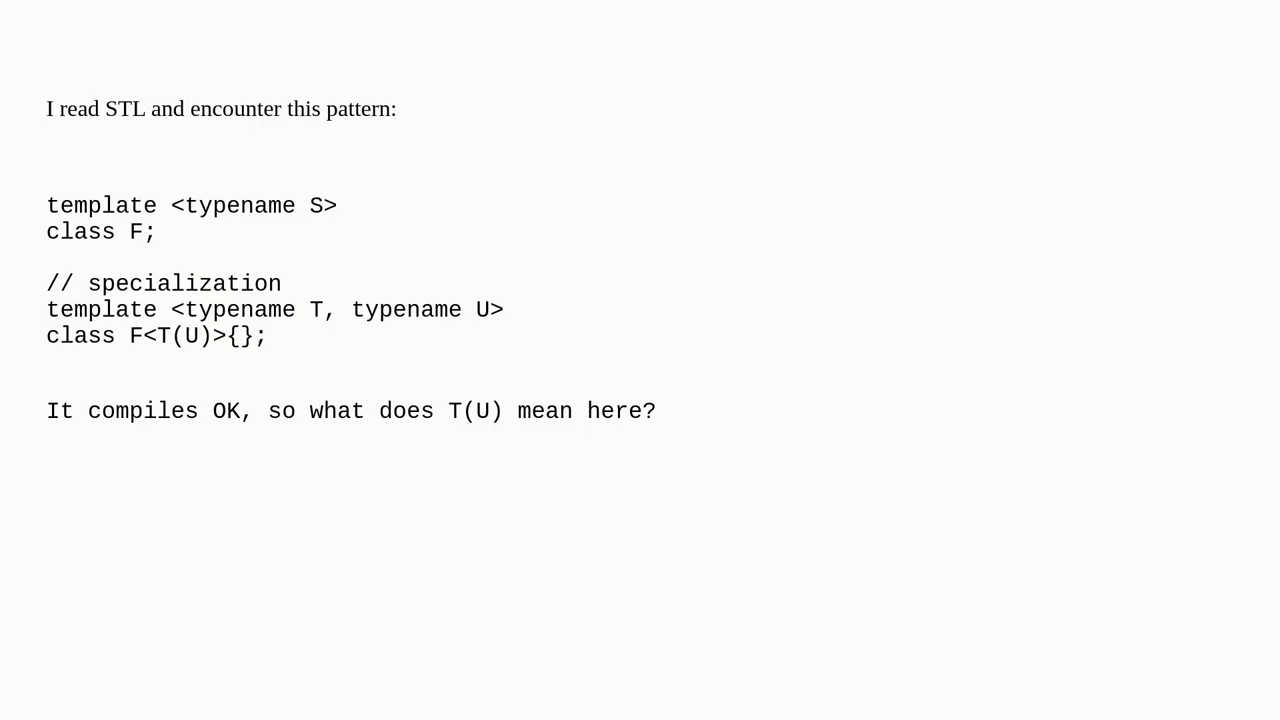 I read STL and encounter this pattern:
template <typename S>
class F;
// specialization
template <typename T, typename U>
class F<T(U)>{};
It compiles OK, so what does T(U) mean here?